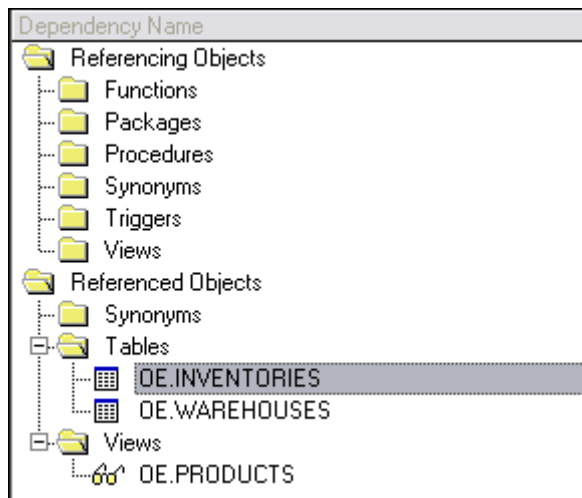 Dependency Name
Referencing Objects
Functions
Packages
Procedures
Synonyms
Triggers
Views
Referenced Objects
Synonyms
Tables
OE.INVENTORIES
OE.WAREHOUSES
Views
OE.PRODUCTS